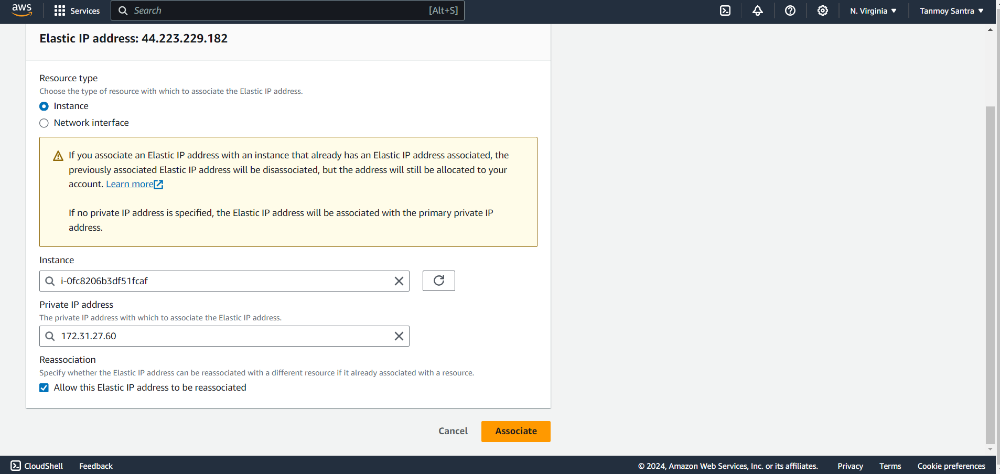 aws Services Search [Alt+S] N. Virginia Tanmoy Santra
Elastic IP address: 44.223.229.182
Resource type
Choose the type of resource with which to associate the Elastic IP address.
Instance
Network interface
If you associate an Elastic IP address with an instance that already has an Elastic IP address associated, the
previously associated Elastic IP address will be disassociated, but the address will still be allocated to your
account. Learn more
If no private IP address is specified, the Elastic IP address will be associated with the primary private IP
address.
Instance
i-0fc8206b3df51fcaf
Private IP address
The private IP address with which to associate the Elastic IP address.
172.31.27.60
Reassociation
Specify whether the Elastic IP address can be reassociated with a different resource if it already associated with a resource.
Allow this Elastic IP address to be reassociated
Cancel Associate
CloudShell Feedback © 2024, Amazon Web Services, Inc. or its affiliates. Privacy Terms Cookie preferences